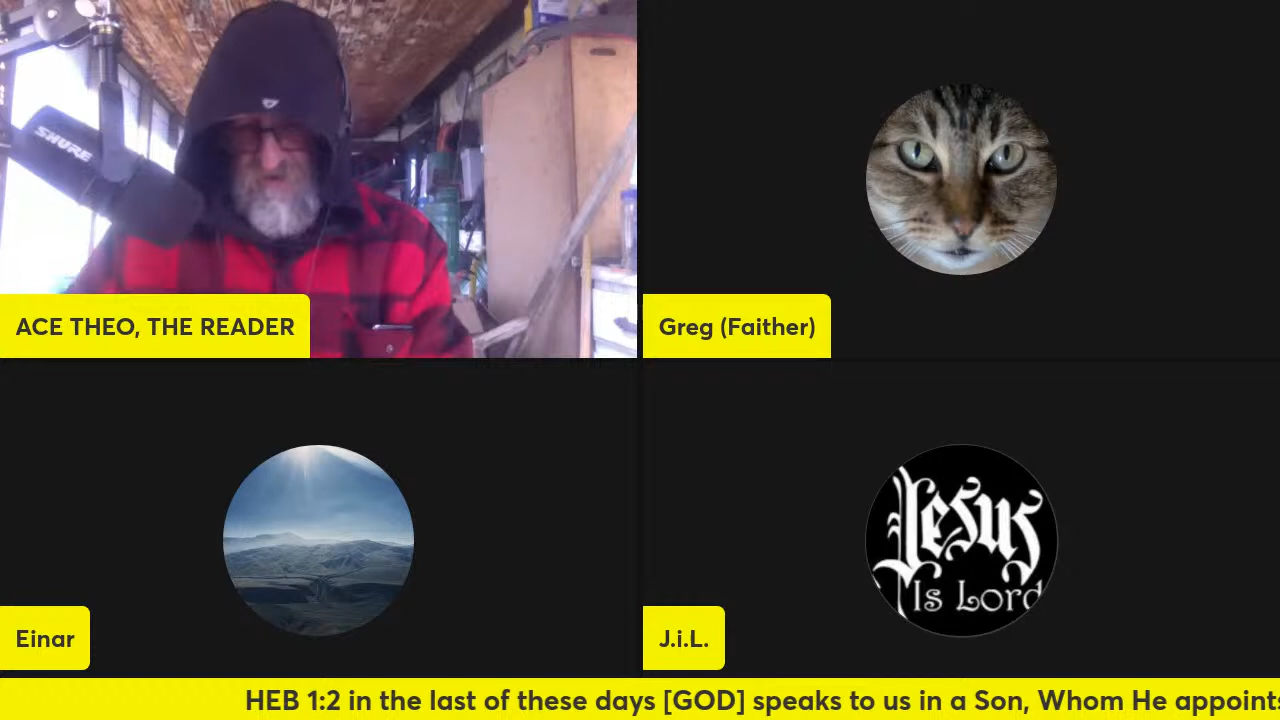 SHURE
ACE THEO, THE READER
Greg (Faither)
Einar
Jesus
Is Lord
J.i.L.
HEB 1:2 in the last of these days [GOD] speaks to us in a Son, Whom He appoints